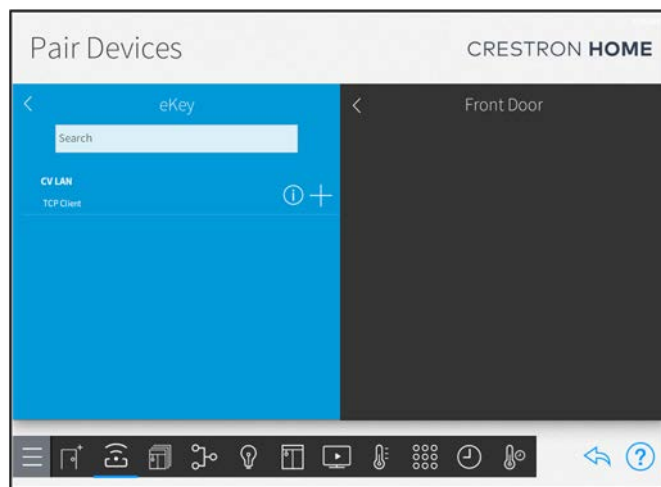 Pair Devices
CRESTRON HOME
eKey
Search
CV LAN
TCP Client
Front Door